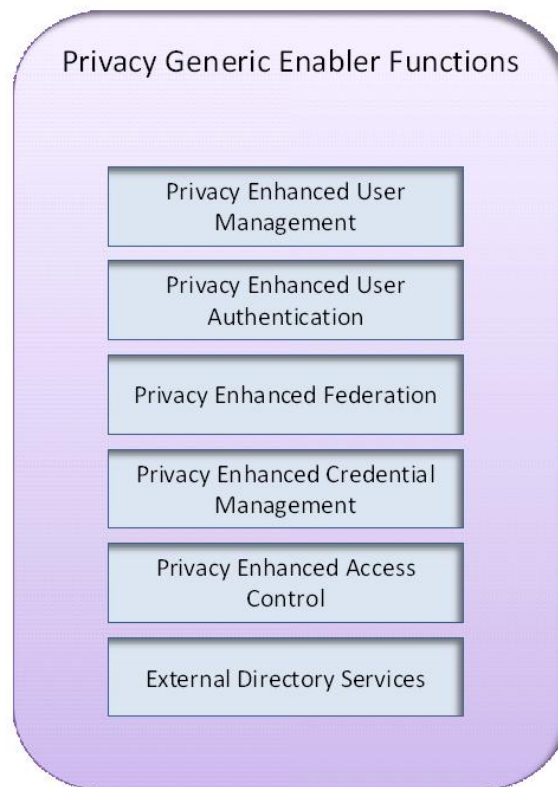 Privacy Generic Enabler Functions
Privacy Enhanced User
Management
Privacy Enhanced User
Authentication
Privacy Enhanced Federation
Privacy Enhanced Credential
Management
Privacy Enhanced Access
Control
External Directory Services